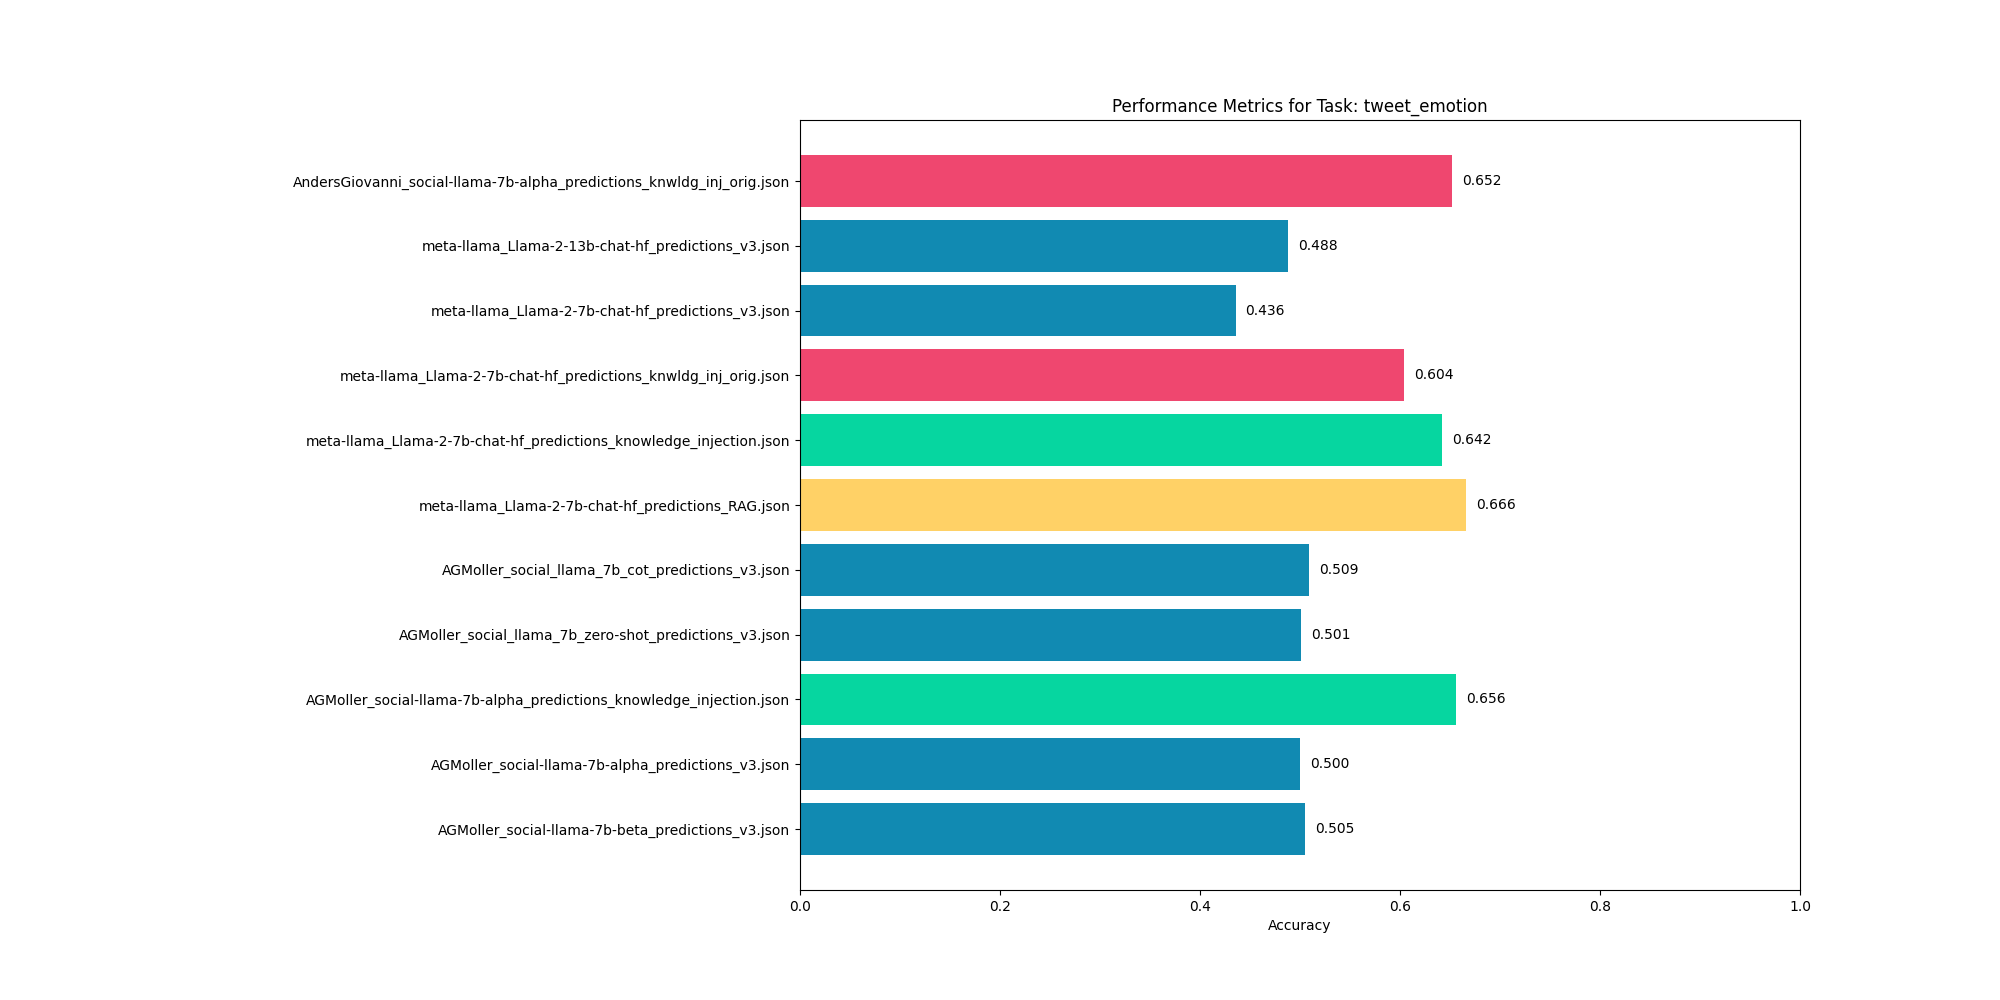 Performance Metrics for Task: tweet_emotion
AndersGiovanni_social-llama-7b-alpha_predictions_knwldg_inj_orig.json 0.652
meta-llama_Llama-2-13b-chat-hf_predictions_v3.json 0.488
meta-llama_Llama-2-7b-chat-hf_predictions_v3.json 0.436
meta-llama_Llama-2-7b-chat-hf_predictions_knwldg_inj_orig.json 0.604
meta-llama_Llama-2-7b-chat-hf_predictions_knowledge_injection.json 0.642
meta-llama_Llama-2-7b-chat-hf_predictions_RAG.json 0.666
AGMoller_social_llama_7b_cot_predictions_v3.json 0.509
AGMoller_social_llama_7b_zero-shot_predictions_v3.json 0.501
AGMoller_social-llama-7b-alpha_predictions_knowledge_injection.json 0.656
AGMoller_social-llama-7b-alpha_predictions_v3.json 0.500
AGMoller_social-llama-7b-beta_predictions_v3.json 0.505
0.0 0.2 0.4 0.6 0.8 1.0
Accuracy